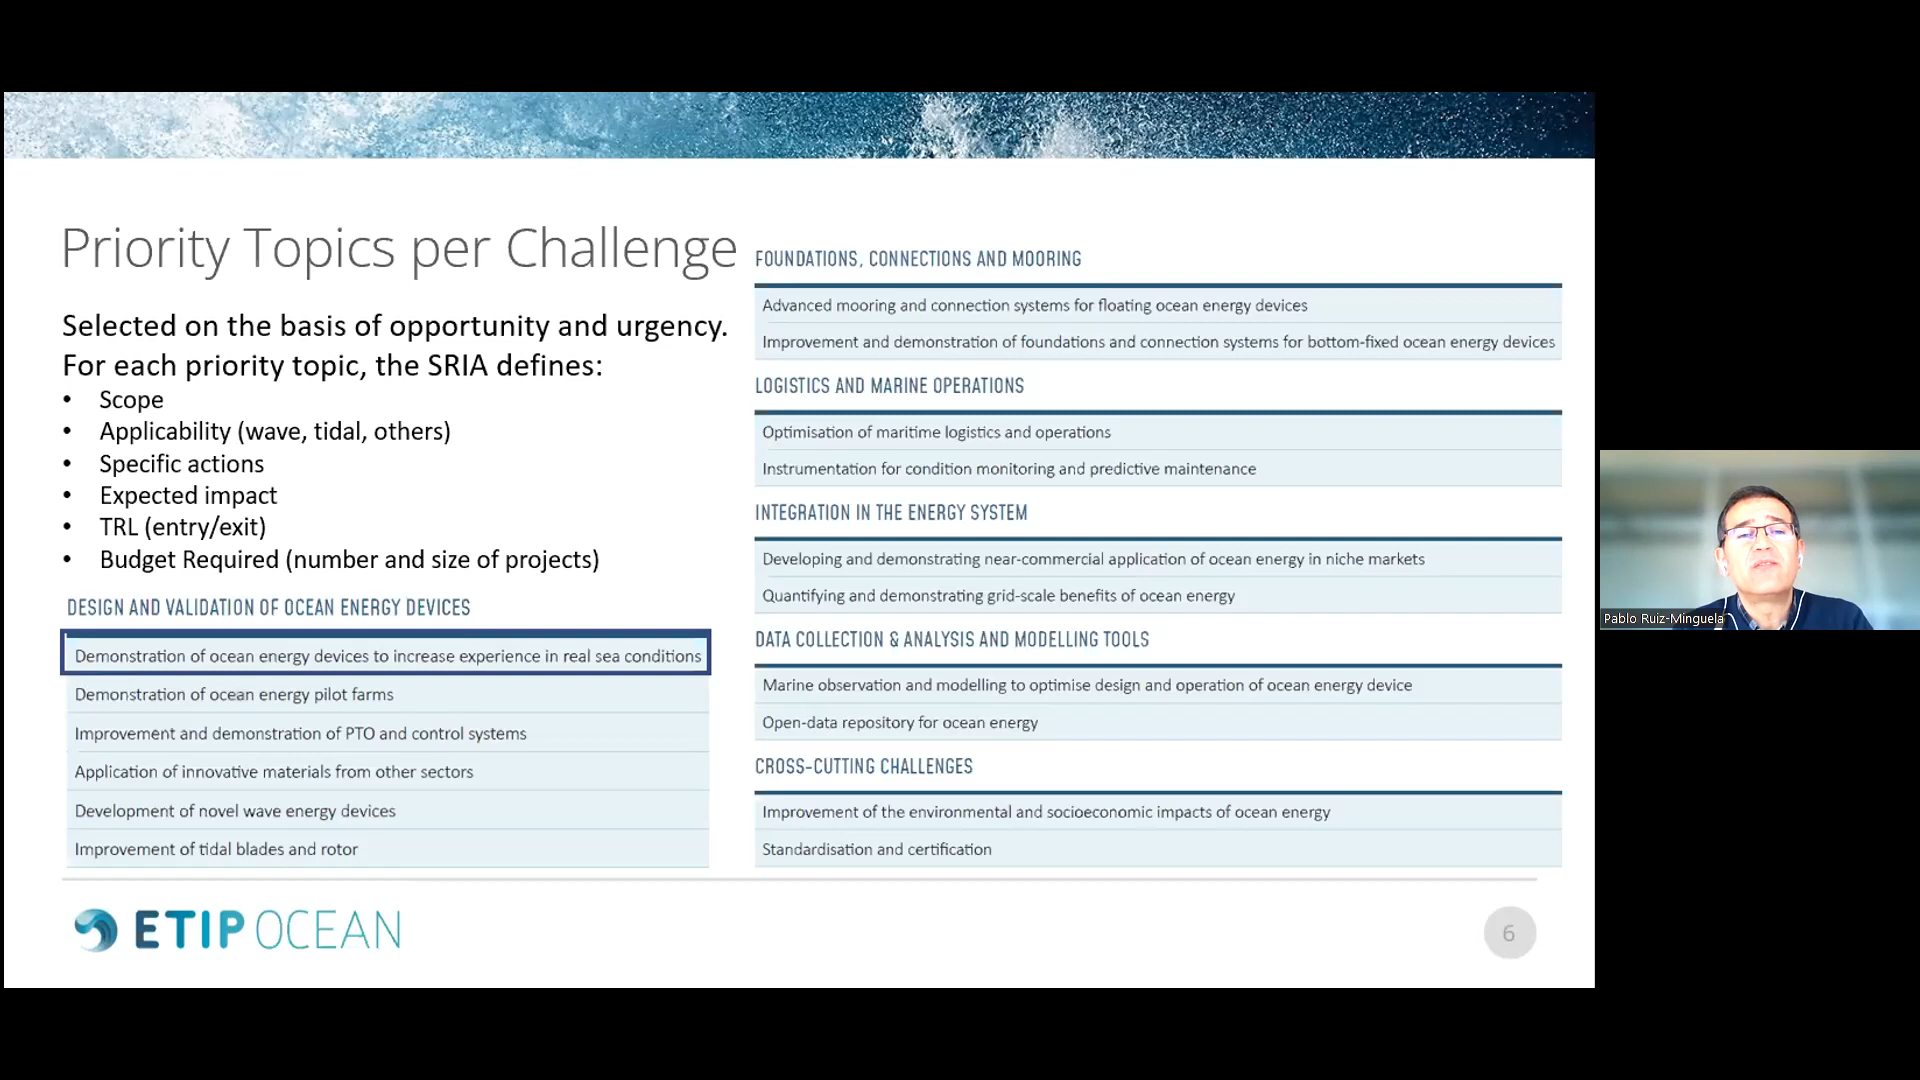 Priority Topics per Challenge
Selected on the basis of opportunity and urgency.
For each priority topic, the SRIA defines:
• Scope
• Applicability (wave, tidal, others)
• Specific actions
• Expected impact
• TRL (entry/exit)
• Budget Required (number and size of projects)
DESIGN AND VALIDATION OF OCEAN ENERGY DEVICES
Demonstration of ocean energy devices to increase experience in real sea conditions
Demonstration of ocean energy pilot farms
Improvement and demonstration of PTO and control systems
Application of innovative materials from other sectors
Development of novel wave energy devices
Improvement of tidal blades and rotor
FOUNDATIONS, CONNECTIONS AND MOORING
Advanced mooring and connection systems for floating ocean energy devices
Improvement and demonstration of foundations and connection systems for bottom-fixed ocean energy devices
LOGISTICS AND MARINE OPERATIONS
Optimisation of maritime logistics and operations
Instrumentation for condition monitoring and predictive maintenance
INTEGRATION IN THE ENERGY SYSTEM
Developing and demonstrating near-commercial application of ocean energy in niche markets
Quantifying and demonstrating grid-scale benefits of ocean energy
DATA COLLECTION & ANALYSIS AND MODELLING TOOLS
Marine observation and modelling to optimise design and operation of ocean energy device
Open-data repository for ocean energy
CROSS-CUTTING CHALLENGES
Improvement of the environmental and socioeconomic impacts of ocean energy
Standardisation and certification
ETIP OCEAN
6
Pablo Ruiz-Minguela